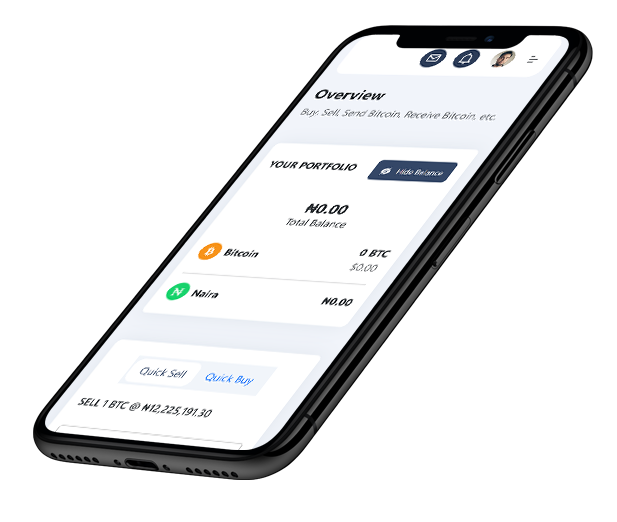 Overview
Buy, Sell, Send Bitcoin, Receive Bitcoin, etc.
YOUR PORTFOLIO
Hide Balance
₦0.00
Total Balance
Bitcoin
0 BTC
$0.00
Naira
₦0.00
Quick Sell
Quick Buy
SELL 1 BTC @ ₦12,225,191.30